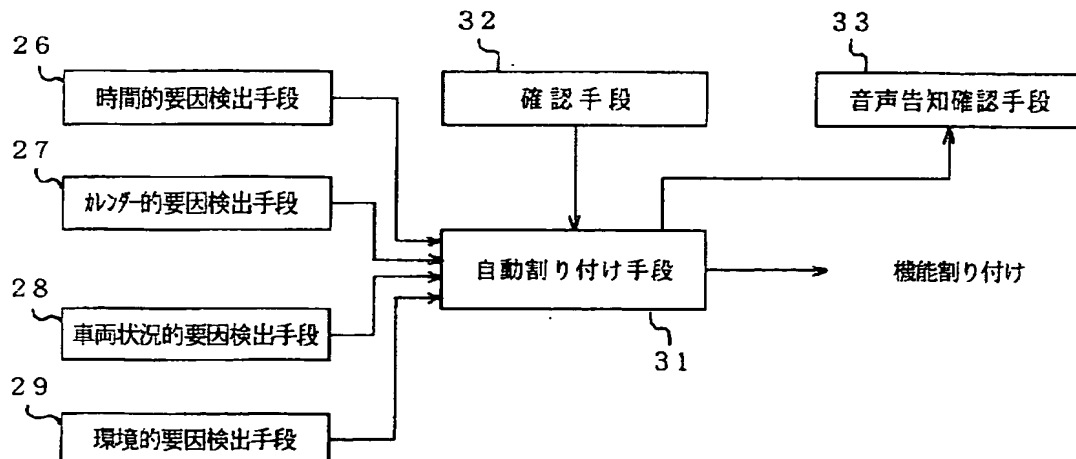 26
時間的要因検出手段
27
カレンダー的要因検出手段
28
車両状況的要因検出手段
29
環境的要因検出手段
32
確認手段
自動割り付け手段
31
33
音声告知確認手段
機能割り付け